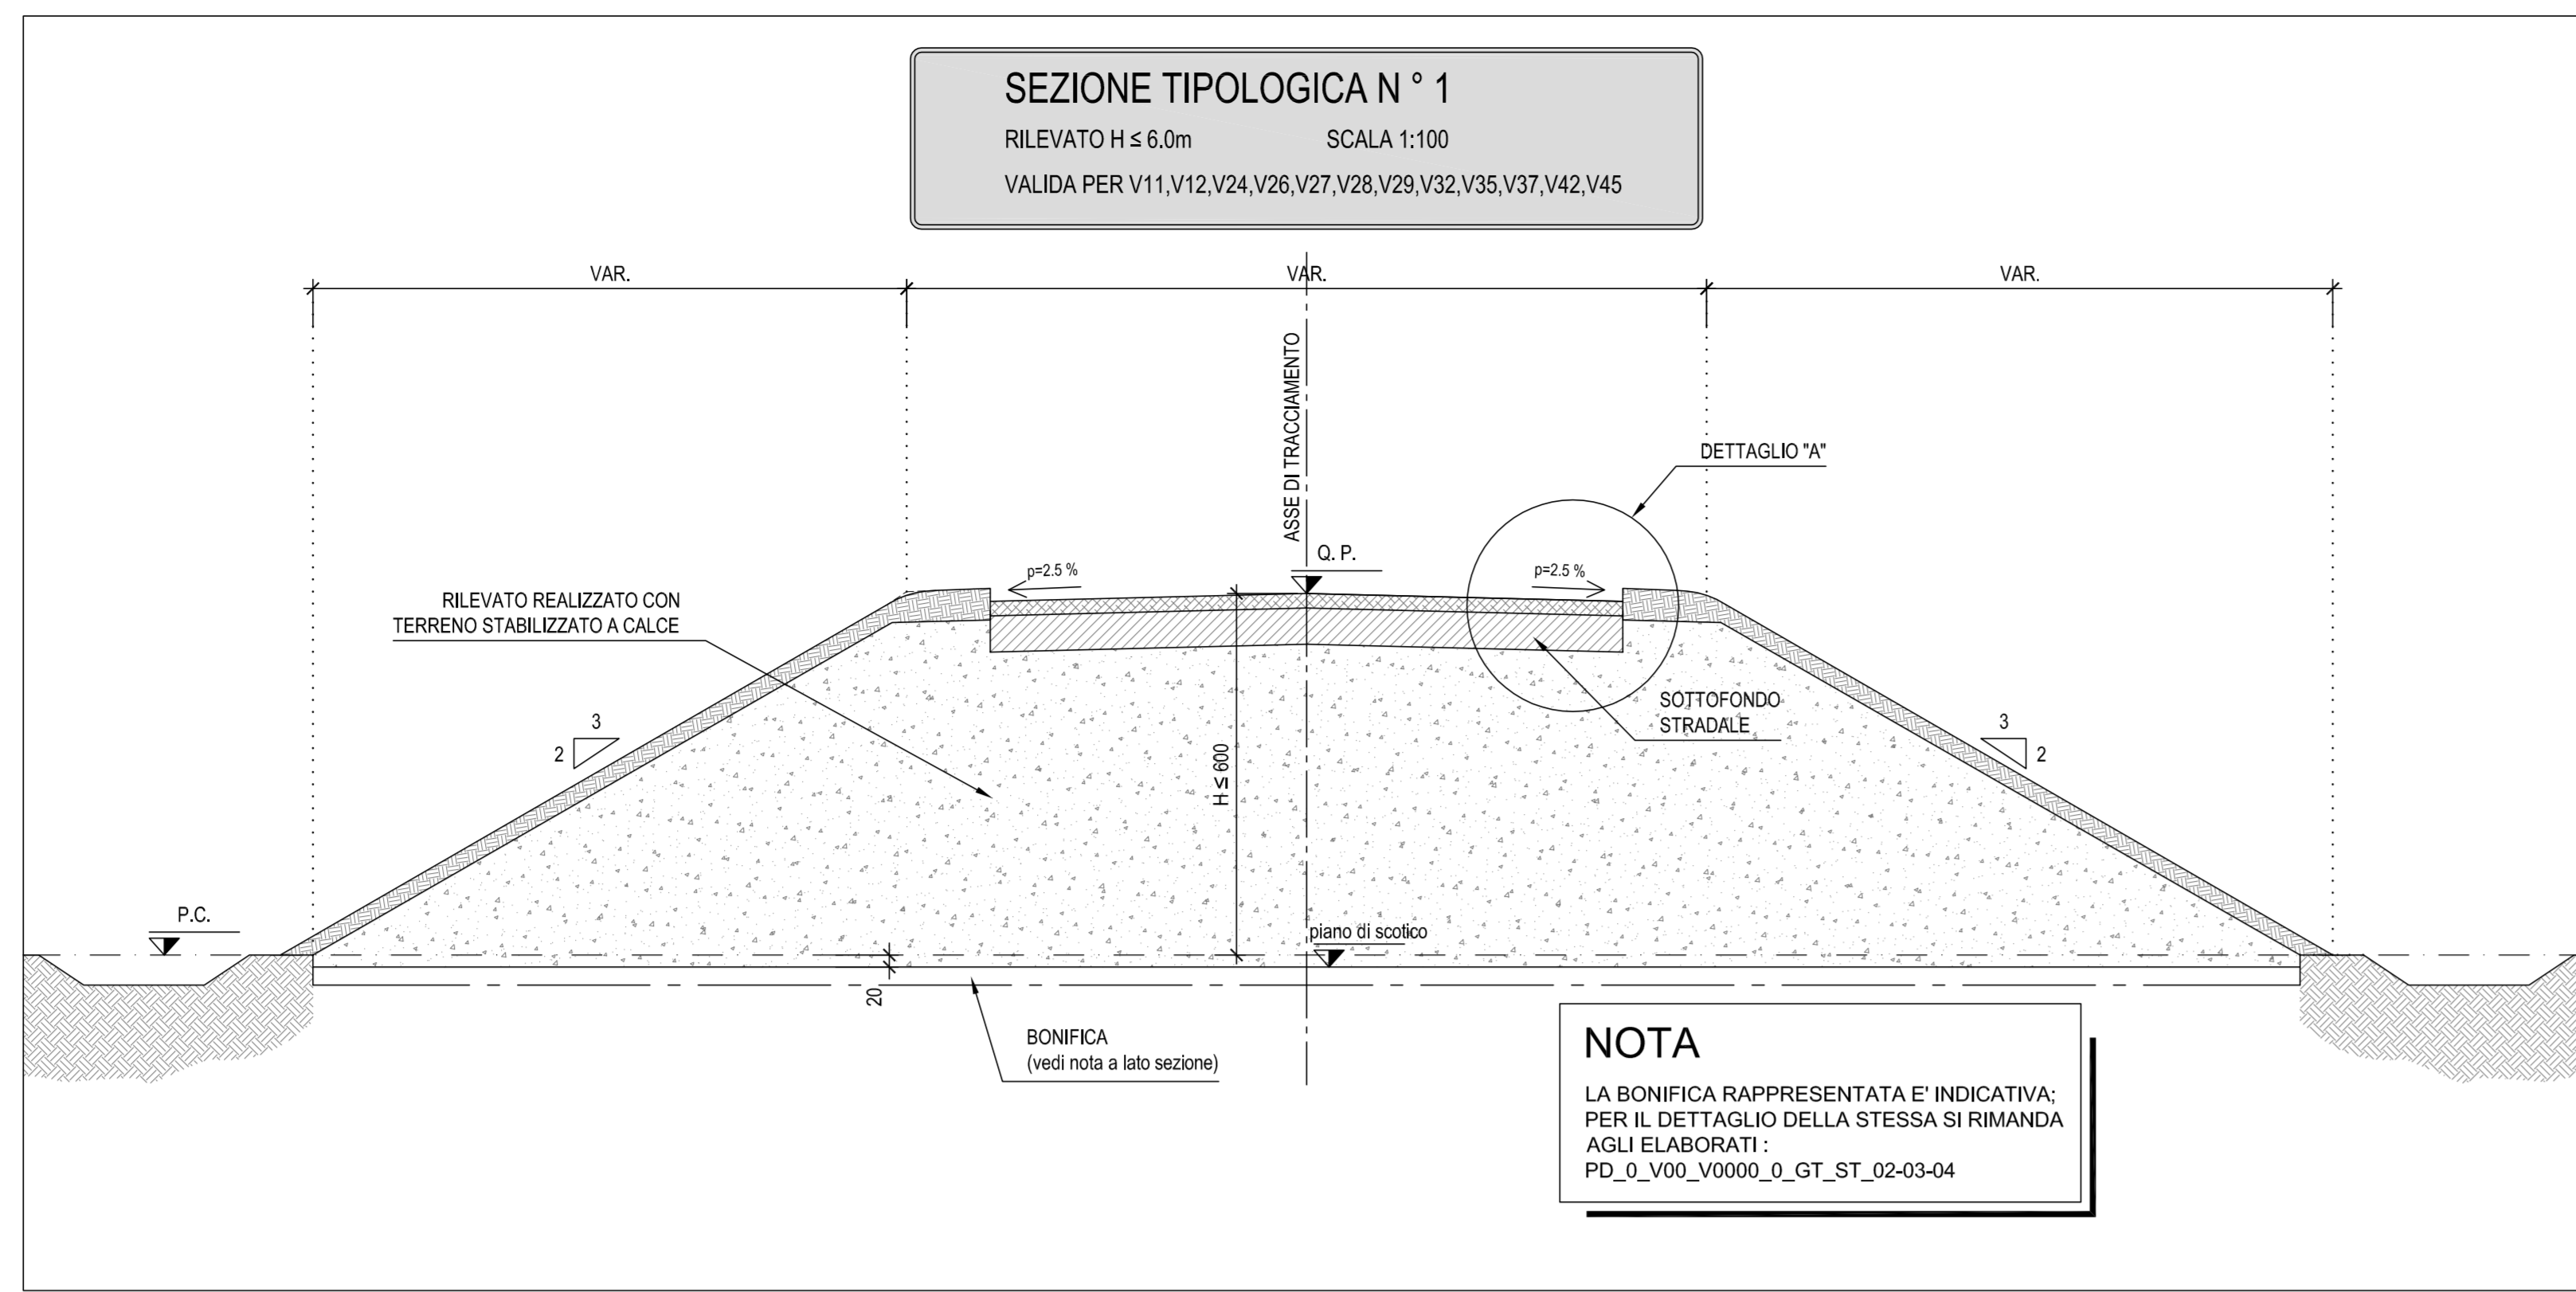 SEZIONE TIPOLOGICA N ° 1
RILEVATO H ≤ 6.0m SCALA 1:100
VALIDA PER V11,V12,V24,V26,V27,V28,V29,V32,V35,V37,V42,V45
VAR. VAR. VAR.
ASSE DI TRACCIAMENTO
DETTAGLIO "A"
Q. P.
p=2.5 % p=2.5 %
RILEVATO REALIZZATO CON
TERRENO STABILIZZATO A CALCE
SOTTOFONDO
STRADALE
3
2
3
2
H ≤ 600
P.C.
piano di scotico
20
BONIFICA
(vedi nota a lato sezione)
NOTA
LA BONIFICA RAPPRESENTATA E' INDICATIVA;
PER IL DETTAGLIO DELLA STESSA SI RIMANDA
AGLI ELABORATI :
PD_0_V00_V0000_0_GT_ST_02-03-04